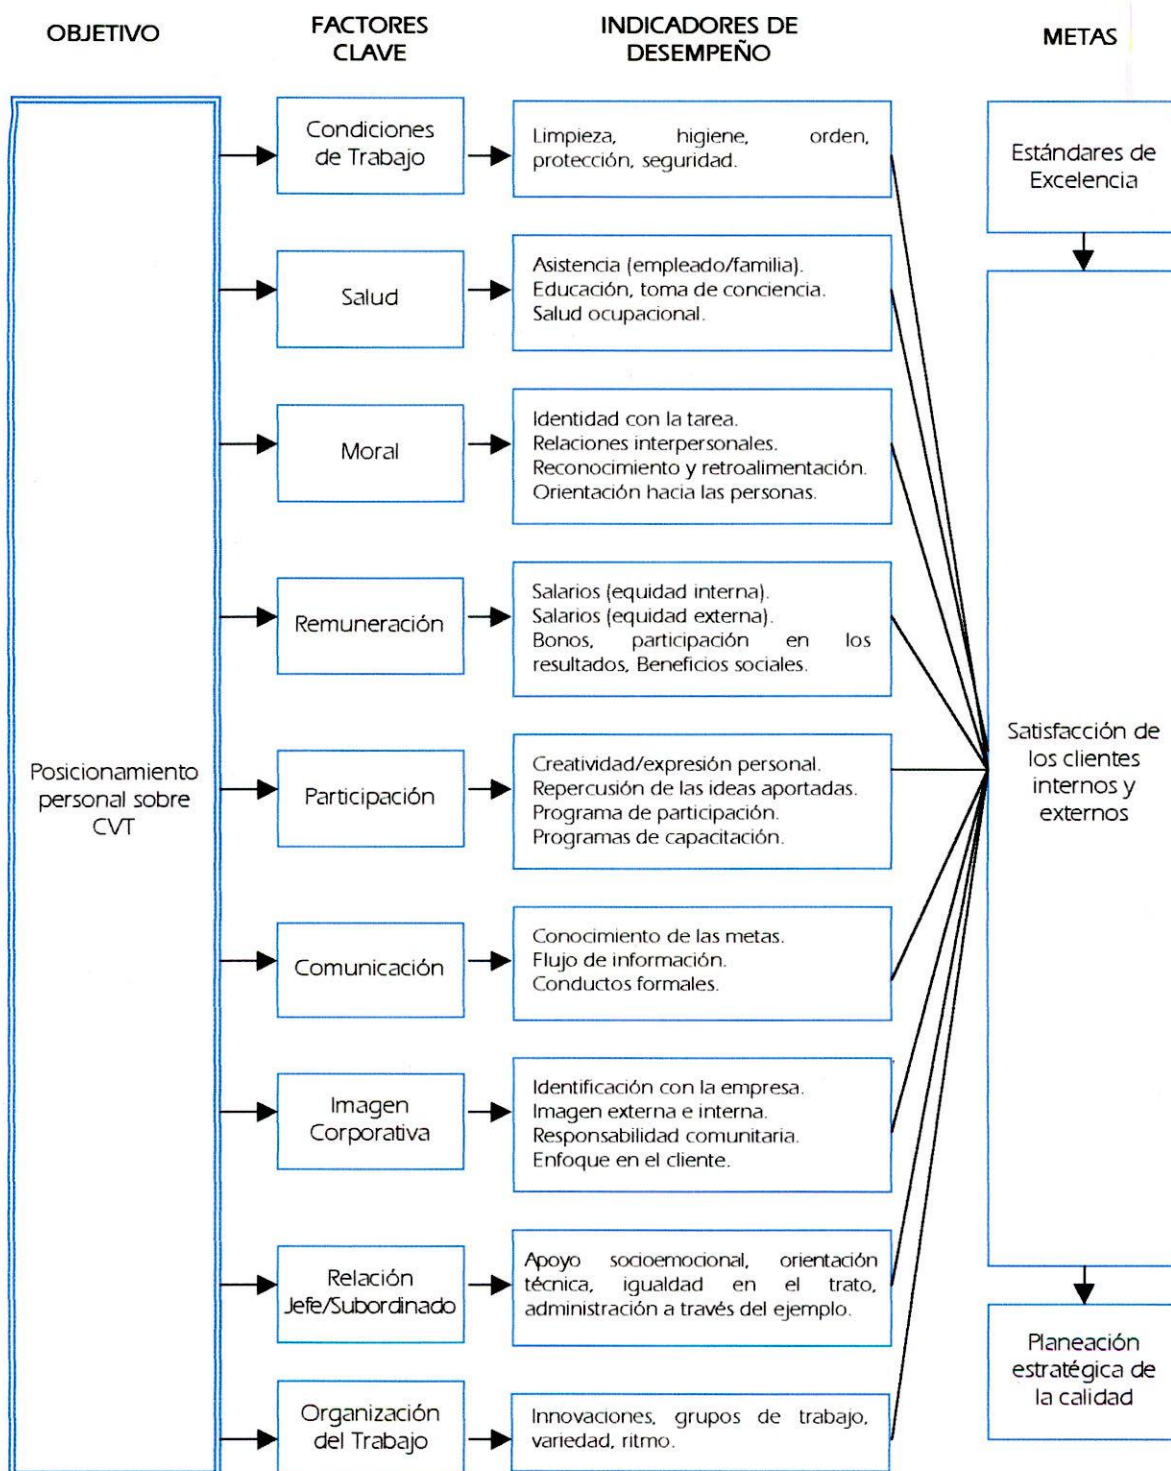 OBJETIVO
FACTORES
CLAVE
INDICADORES DE
DESEMPEÑO
METAS
Posicionamiento
personal sobre
CVT
Condiciones
de Trabajo
Limpieza, higiene, orden,
protección, seguridad.
Salud
Asistencia (empleado/familia).
Educación, toma de conciencia.
Salud ocupacional.
Moral
Identidad con la tarea.
Relaciones interpersonales.
Reconocimiento y retroalimentación.
Orientación hacia las personas.
Remuneración
Salarios (equidad interna).
Salarios (equidad externa).
Bonos, participación en los
resultados, Beneficios sociales.
Participación
Creatividad/expresión personal.
Repercusión de las ideas aportadas.
Programa de participación.
Programas de capacitación.
Comunicación
Conocimiento de las metas.
Flujo de información.
Conductos formales.
Imagen
Corporativa
Identificación con la empresa.
Imagen externa e interna.
Responsabilidad comunitaria.
Enfoque en el cliente.
Relación
Jefe/Subordinado
Apoyo socioemocional, orientación
técnica, igualdad en el trato,
administración a través del ejemplo.
Organización
del Trabajo
Innovaciones, grupos de trabajo,
variedad, ritmo.
Estándares de
Excelencia
Satisfacción de
los clientes
internos y
externos
Planeación
estratégica de
la calidad